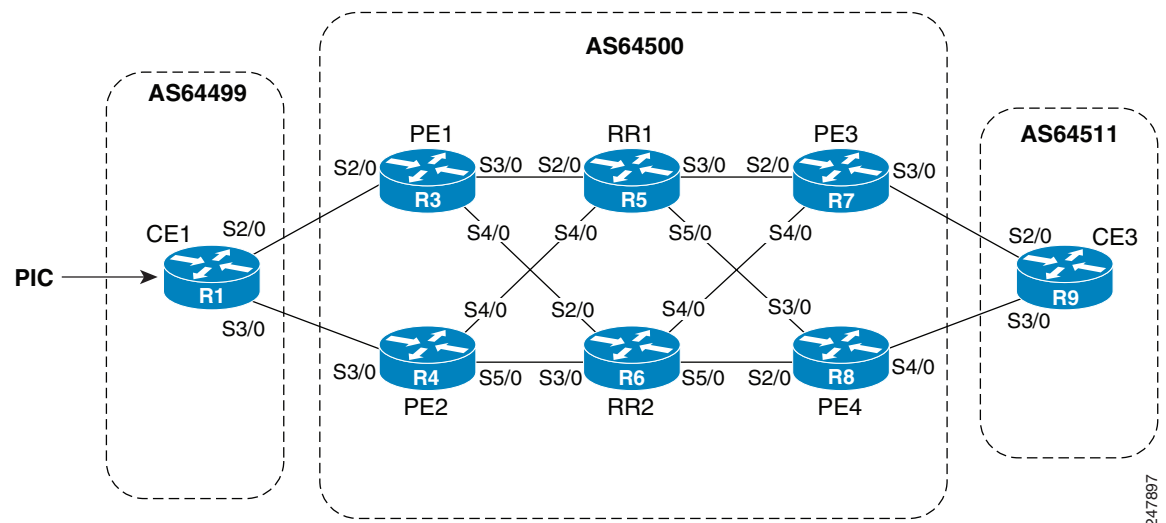 AS64500
AS64499
AS64511
PE1 RR1 PE3
S2/0 S3/0 S2/0 S3/0 S2/0 S3/0
R3 R5 R7
CE1 S2/0 S4/0 S4/0 S5/0 S4/0 S2/0 CE3
PIC
R1 R9
S3/0 S4/0 S2/0 S4/0 S3/0 S3/0
S3/0 R4 S5/0 S3/0 R6 S5/0 S2/0 R8 S4/0
PE2 RR2 PE4
247897